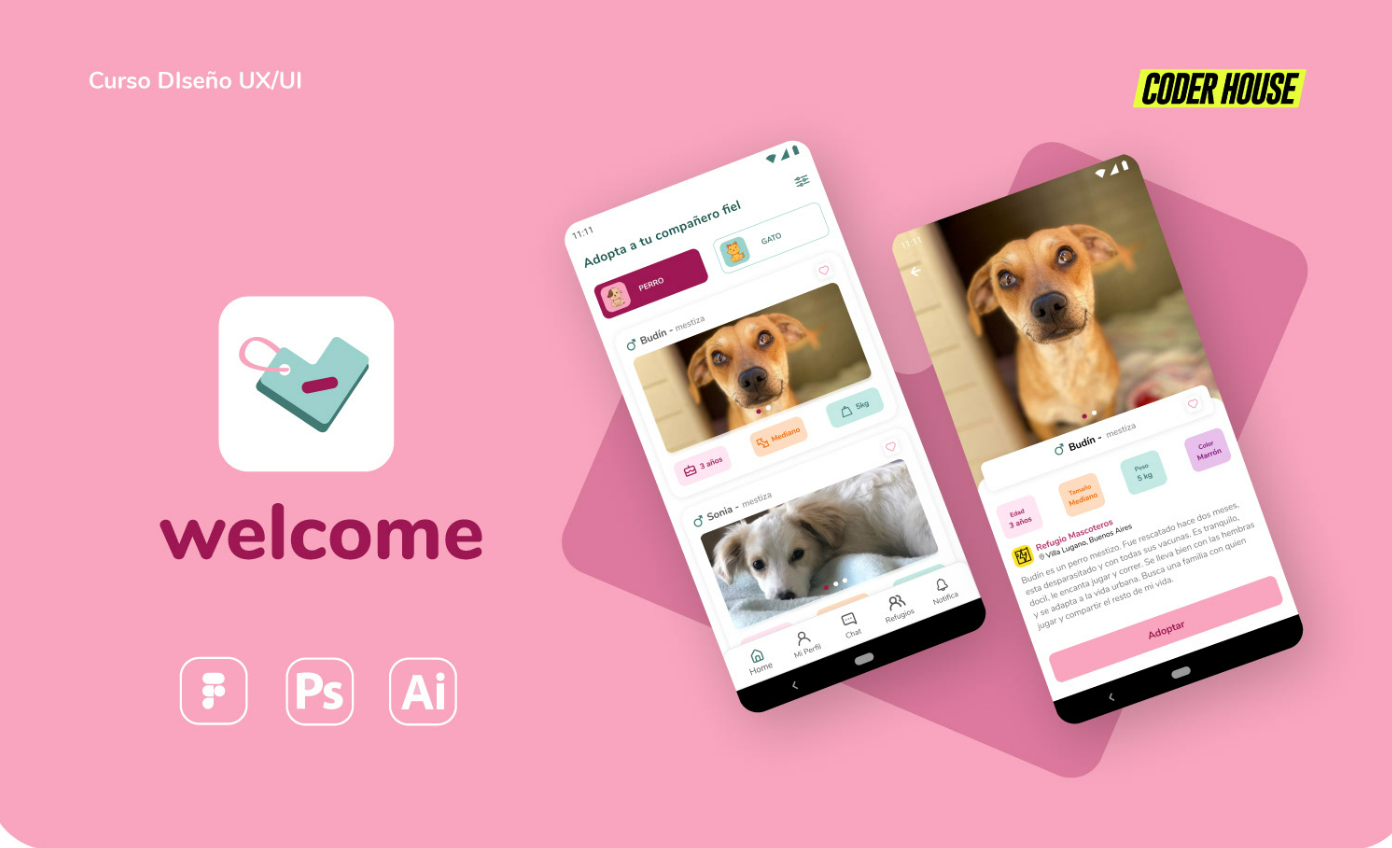 Curso DIseño UX/UI
CODER HOUSE
welcome
Ps
Ai
11:11
Adopta a tu compañero fiel
PERRO
GATO
Budín - mestiza
3 años
Mediano
5kg
Sonia - mestiza
Home
Mi Perfil
Chat
Refugios
Notifica
11:11
Budín - mestiza
Edad
3 años
Tamaño
Mediano
Peso
5 kg
Color
Marrón
Refugio Mascoteros
Villa Lugano, Buenos Aires
Budín es un perro mestizo. Fue rescatado hace dos meses,
esta desparasitado y con todas sus vacunas. Es tranquilo,
docil, le encanta jugar y correr. Se lleva bien con las hembras
y se adapta a la vida urbana. Busca una familia con quien
jugar y compartir el resto de mi vida.
Adoptar